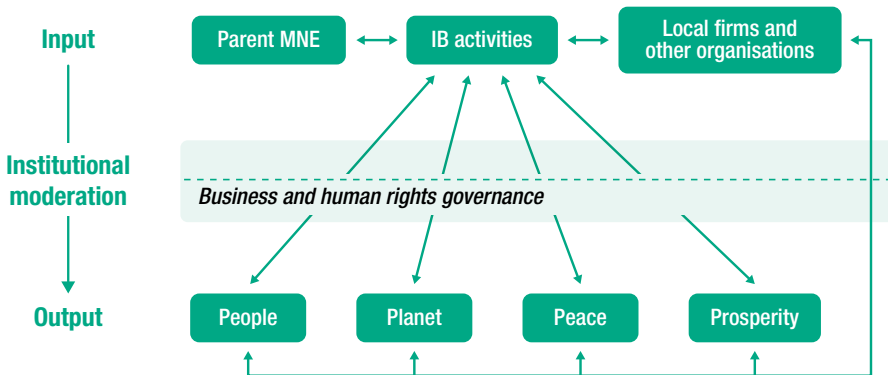 Input
Parent MNE
IB activities
Local firms and
other organisations
Institutional
moderation
Business and human rights governance
Output
People
Planet
Peace
Prosperity